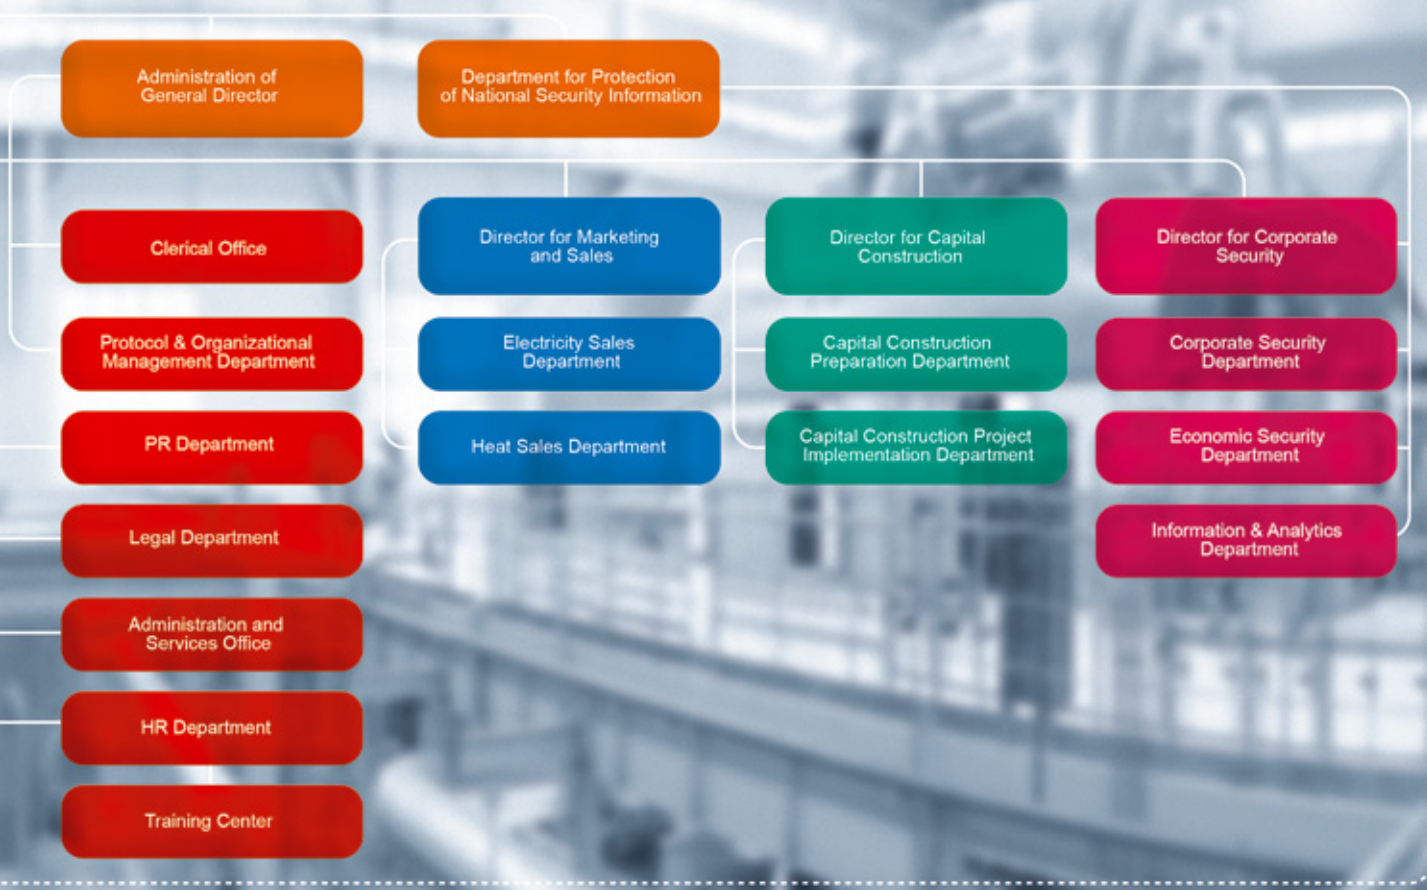 Administration of
General Director
Department for Protection
of National Security Information
Clerical Office
Protocol & Organizational
Management Department
PR Department
Legal Department
Administration and
Services Office
HR Department
Training Center
Director for Marketing
and Sales
Electricity Sales
Department
Heat Sales Department
Director for Capital
Construction
Capital Construction
Preparation Department
Capital Construction Project
Implementation Department
Director for Corporate
Security
Corporate Security
Department
Economic Security
Department
Information & Analytics
Department